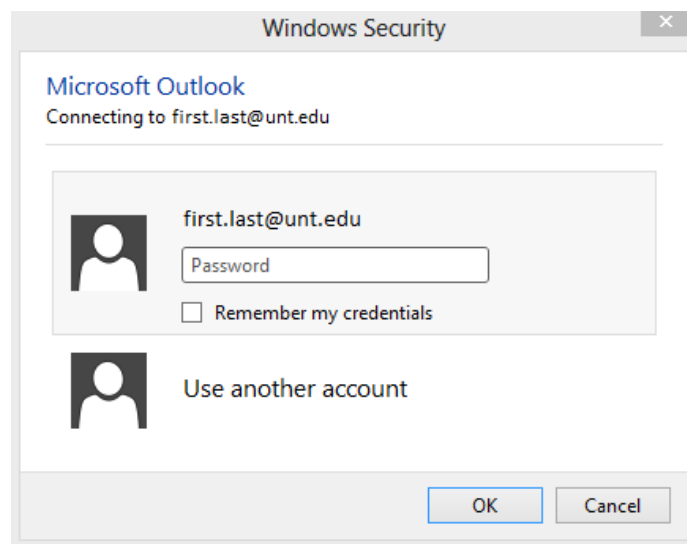 Windows Security
Microsoft Outlook
Connecting to first.last@unt.edu
first.last@unt.edu
Password
Remember my credentials
Use another account
OK
Cancel